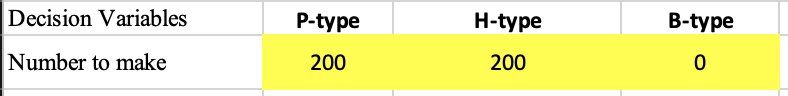 Decision Variables P-type H-type B-type
Number to make 200 200 0